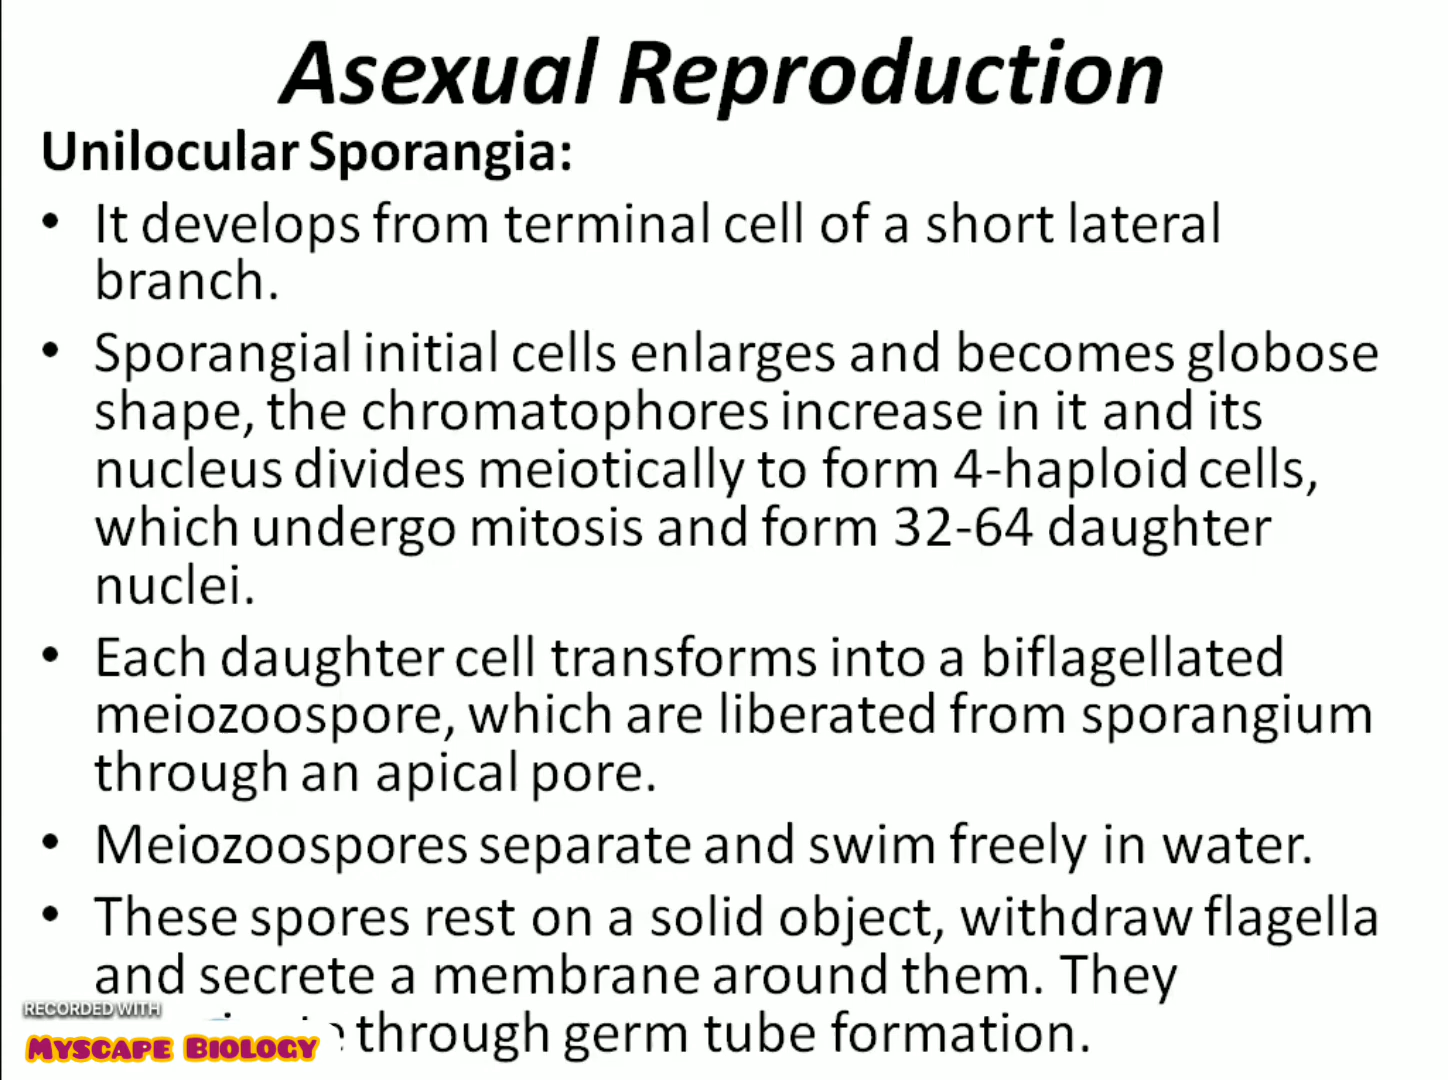 Asexual Reproduction
Unilocular Sporangia:
• It develops from terminal cell of a short lateral
branch.
• Sporangial initial cells enlarges and becomes globose
shape, the chromatophores increase in it and its
nucleus divides meiotically to form 4-haploid cells,
which undergo mitosis and form 32-64 daughter
nuclei.
• Each daughter cell transforms into a biflagellated
meiozoospore, which are liberated from sporangium
through an apical pore.
• Meiozoospores separate and swim freely in water.
• These spores rest on a solid object, withdraw flagella
and secrete a membrane around them. They
through germ tube formation.
RECORDED WITH
MYSCAPE BIOLOGY